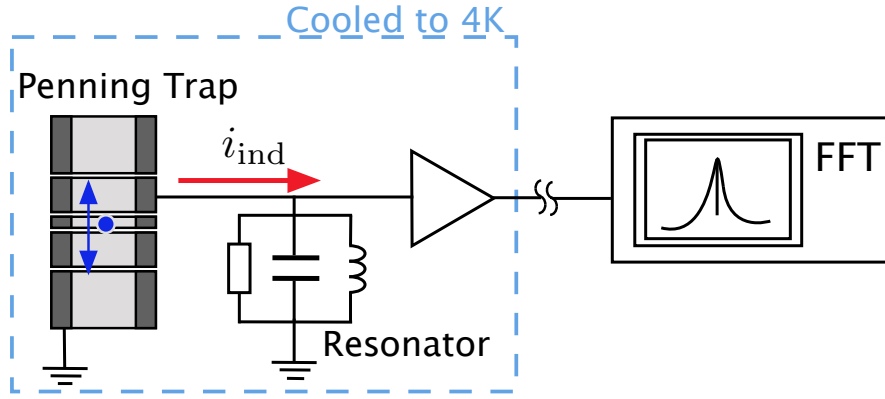 Cooled to 4K
Penning Trap
i_ind
FFT
Resonator